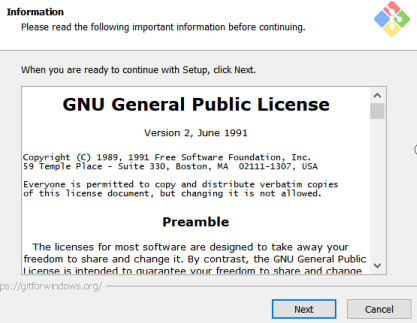 Information
Please read the following important information before continuing.
When you are ready to continue with Setup, click Next.
GNU General Public License
Version 2, June 1991
Copyright (C) 1989, 1991 Free Software Foundation, Inc.
59 Temple Place - Suite 330, Boston, MA  02111-1307, USA
Everyone is permitted to copy and distribute verbatim copies
of this license document, but changing it is not allowed.
Preamble
The licenses for most software are designed to take away your
freedom to share and change it. By contrast, the GNU General Public
License is intended to guarantee your freedom to share and change
ps://gitforwindows.org/
Next
Cancel